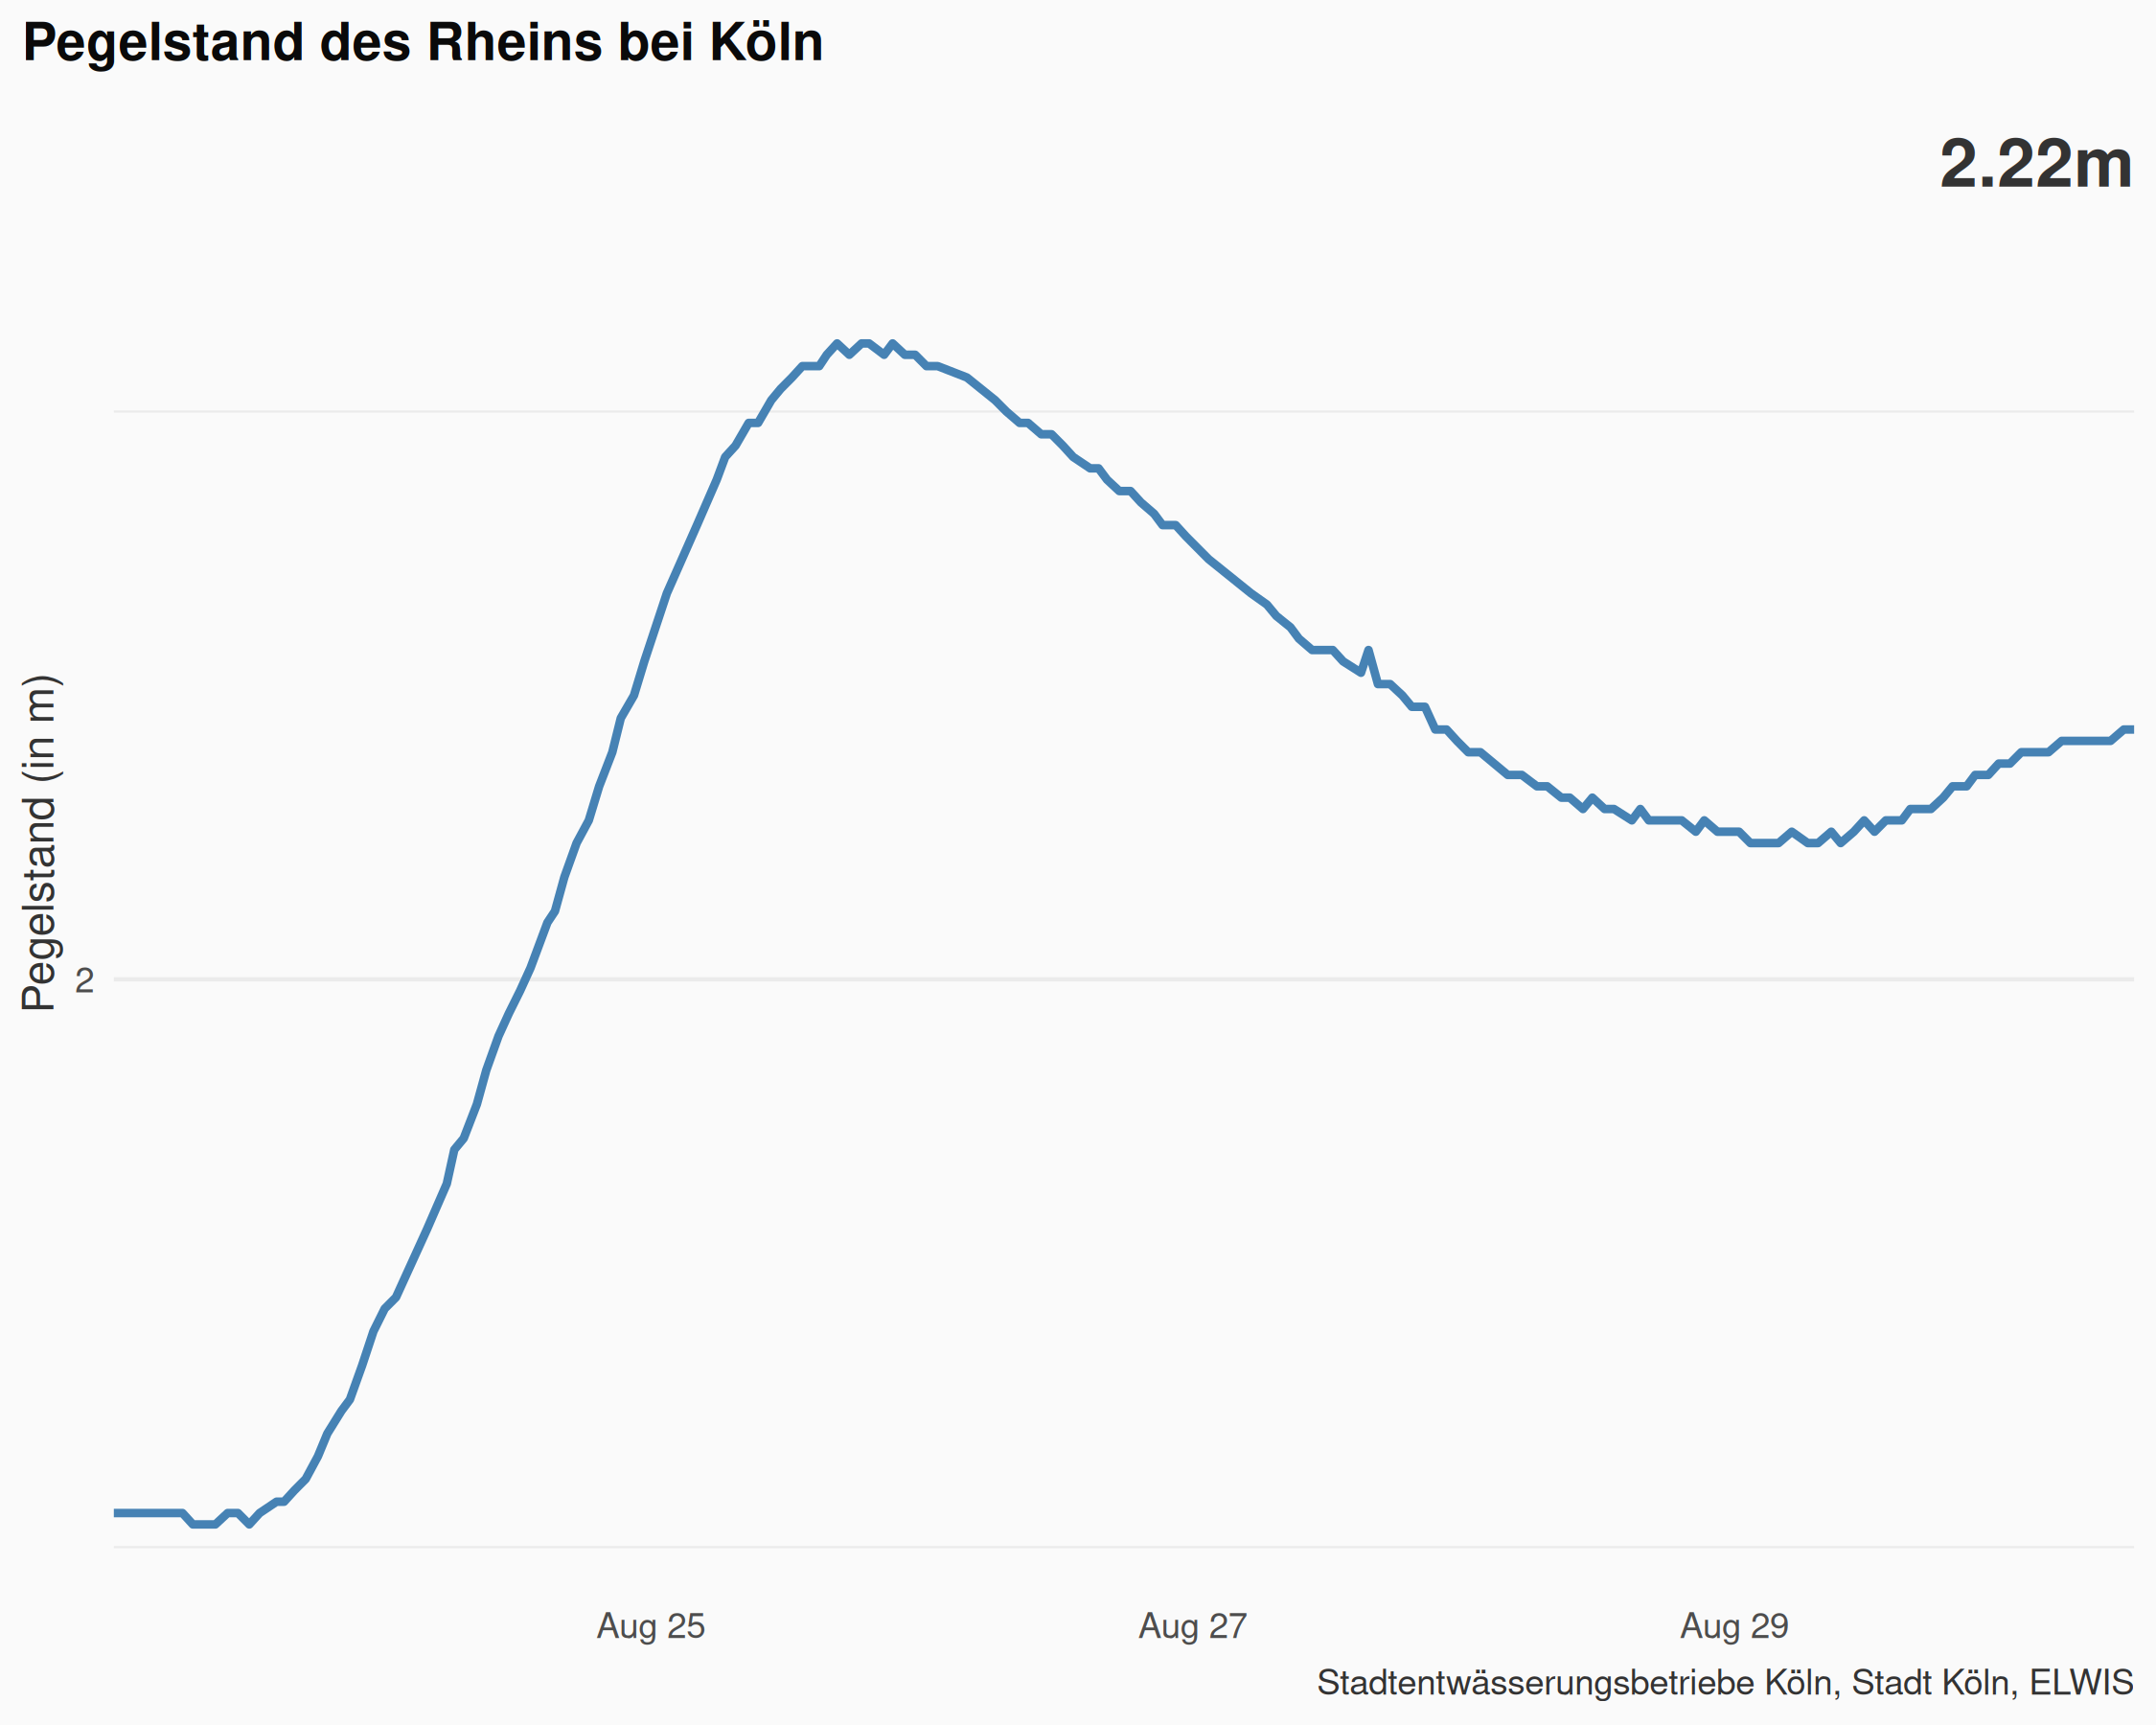 Pegelstand des Rheins bei Köln
2.22m
Pegelstand (in m)
2
Aug 25
Aug 27
Aug 29
Stadtentwässerungsbetriebe Köln, Stadt Köln, ELWIS